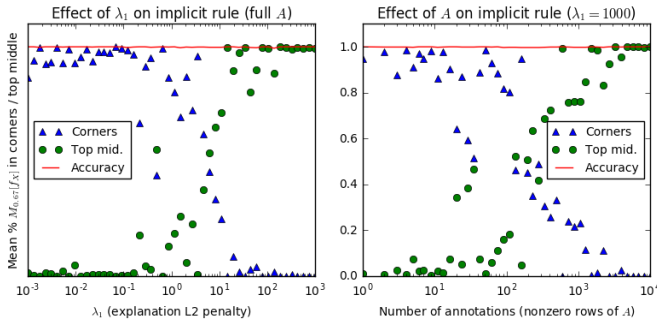 Effect of λ₁ on implicit rule (full A)
Effect of A on implicit rule (λ₁ = 1000)
Mean % M₀.₆₇[f_X] in corners / top middle
Corners
Top mid.
Accuracy
10⁻³ 10⁻² 10⁻¹ 10⁰ 10¹ 10² 10³
λ₁ (explanation L2 penalty)
1.0
0.8
0.6
0.4
0.2
0.0
Corners
Top mid.
Accuracy
10⁰ 10¹ 10² 10³ 10⁴
Number of annotations (nonzero rows of A)